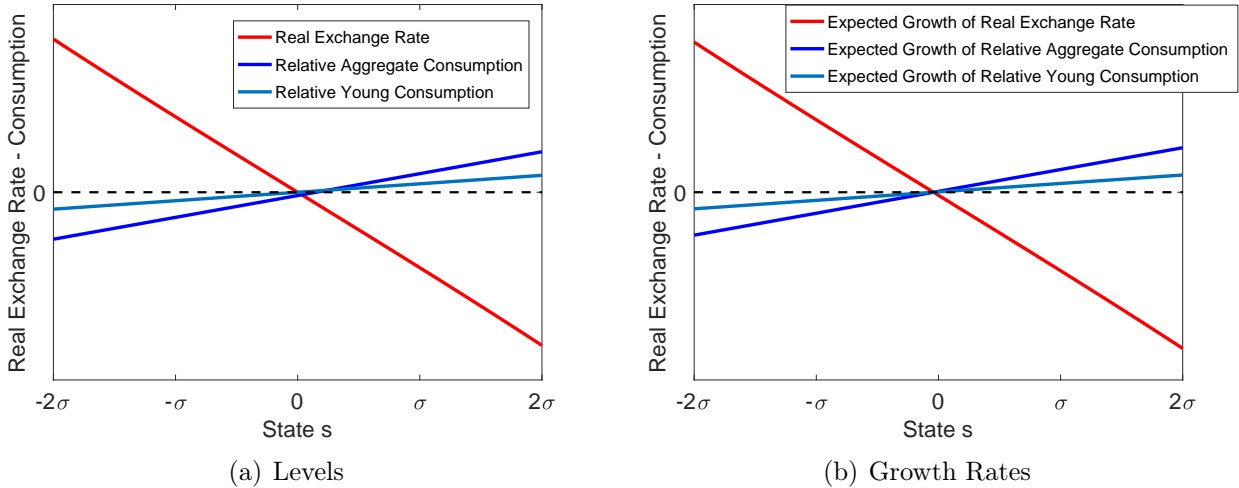 Real Exchange Rate - Consumption
0
Real Exchange Rate
Relative Aggregate Consumption
Relative Young Consumption
-2σ
-σ
0
σ
2σ
State s
(a) Levels
Real Exchange Rate - Consumption
0
Expected Growth of Real Exchange Rate
Expected Growth of Relative Aggregate Consumption
Expected Growth of Relative Young Consumption
-2σ
-σ
0
σ
2σ
State s
(b) Growth Rates